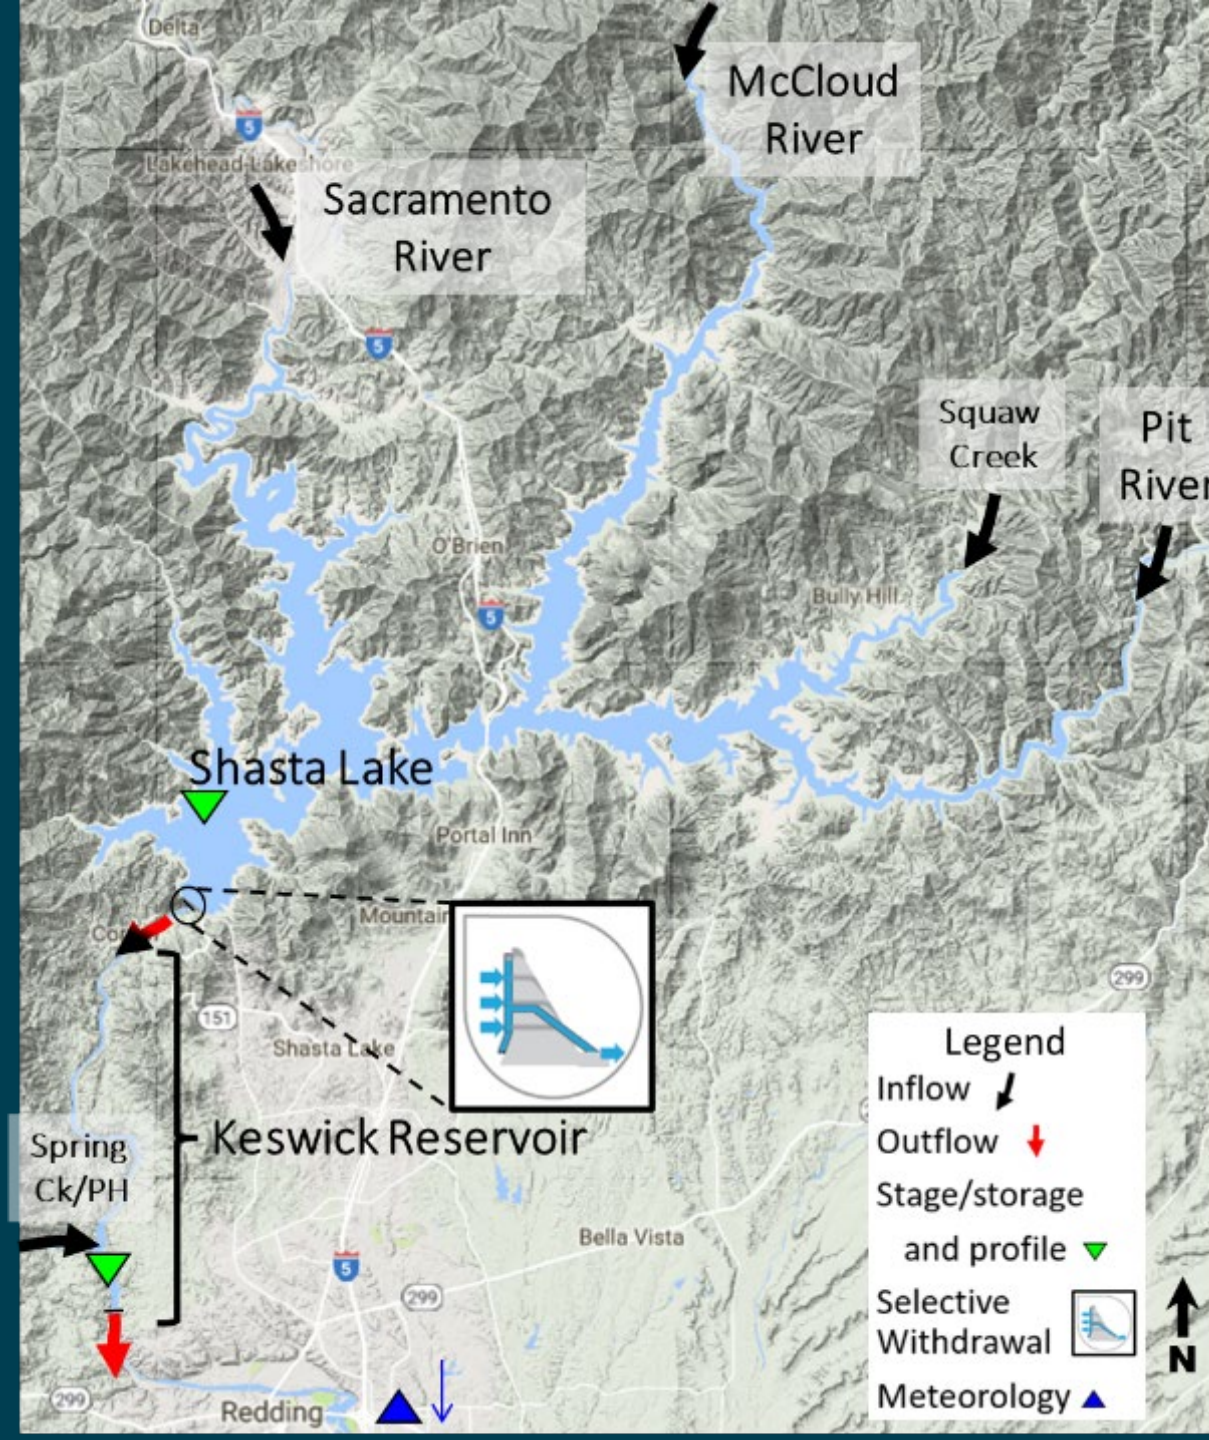 Delta
McCloud
River
5
Lakehead-Lakeshore
Sacramento
River
5
Squaw
Creek
Pit
River
O'Brien
Bully Hill
5
Shasta Lake
Portal Inn
Mountain
299
151
Shasta Lake
Legend
Inflow
Outflow
Keswick Reservoir
Spring
Ck/PH
Stage/storage
and profile
Bella Vista
5
299
Selective
Withdrawal
N
299
Redding
Meteorology